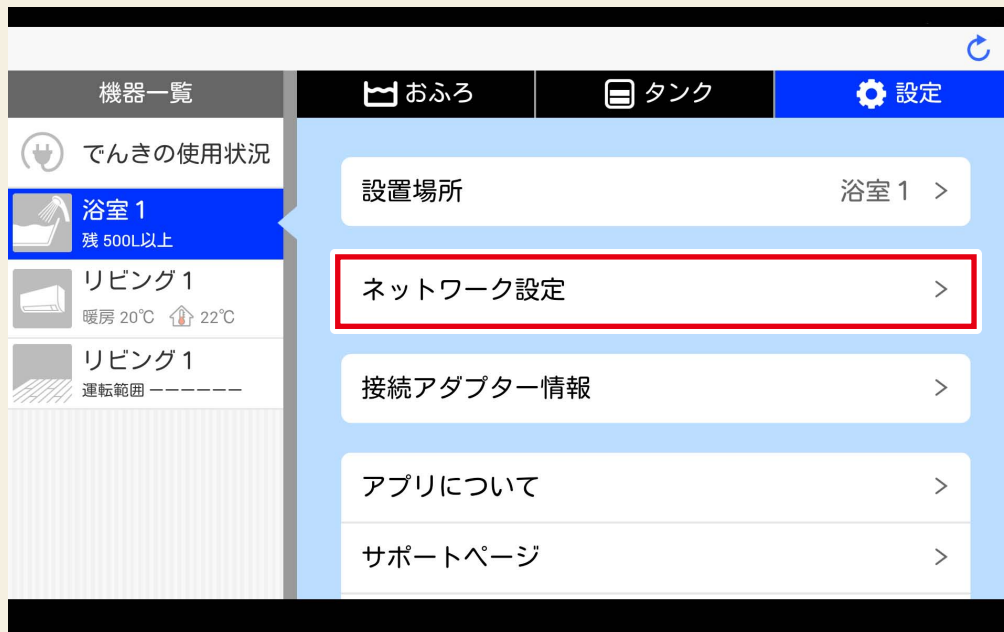 機器一覧
おふろ
タンク
設定
でんきの使用状況
浴室1
残 500L以上
リビング1
暖房 20℃ 22℃
リビング1
運転範囲 ーーーーーー
設置場所 浴室1 >
ネットワーク設定 >
接続アダプター情報 >
アプリについて >
サポートページ >